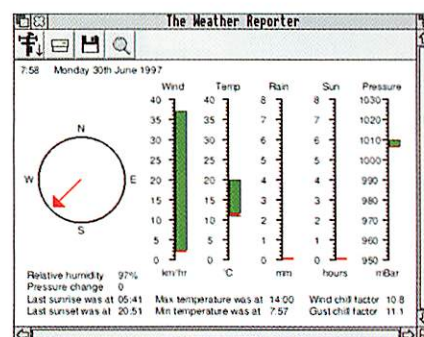 The Weather Reporter
7:58 Monday 30th June 1997
Wind Temp Rain Sun Pressure
40 40 8 8 1030
35 35 7 7 1020
30 30 6 6 1010
25 25 5 5 1000
20 20 4 4 990
15 15 3 3 980
10 10 2 2 970
5 5 1 1 960
0 0 0 0 950
km/hr °C mm hours mBar
N
W E
S
Relative humidity 97%
Pressure change 0
Last sunrise was at 05:41 Max temperature was at 14:00 Wind chill factor 10.8
Last sunset was at 20:51 Min temperature was at 7:57 Gust chill factor 11.1